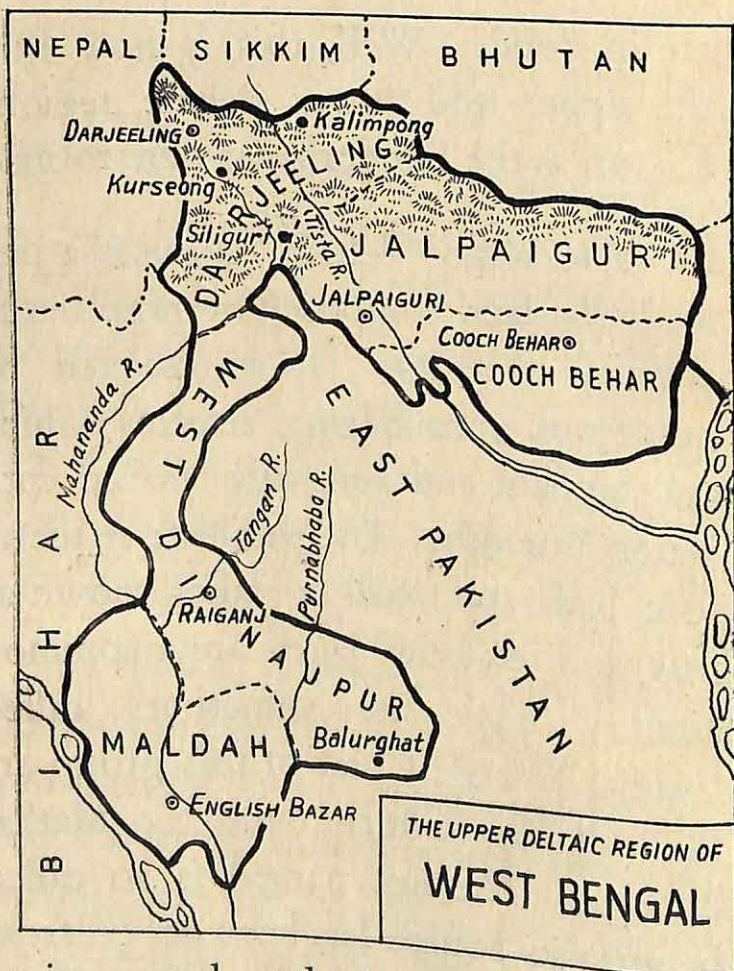 NEPAL SIKKIM BHUTAN
DARJEELING
Kalimpong
Kurseong
DARJEELING
Siliguri
Tista R.
JALPAIGURI
JALPAIGURI
COOCH BEHAR
COOCH BEHAR
Mahananda R.
WEST DINAJPUR
EAST PAKISTAN
BIHAR
Tangan R.
Purnabhaba R.
RAIGANJ
MALDAH
Balurghat
ENGLISH BAZAR
THE UPPER DELTAIC REGION OF
WEST BENGAL